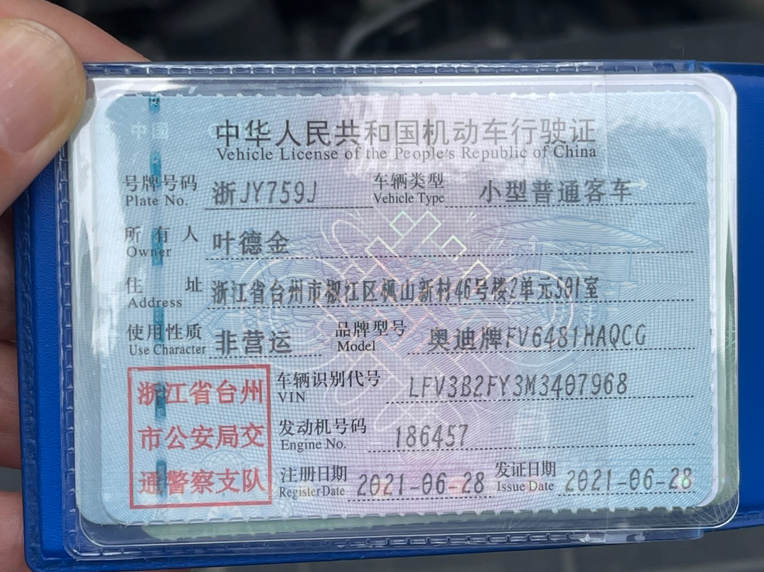 中华人民共和国机动车行驶证
Vehicle License of the People's Republic of China
号牌号码 浙JY759J 车辆类型 小型普通客车
Plate No. Vehicle Type
所有人 叶德金
Owner
住址 浙江省台州市椒江区枫山新村46号楼2单元501室
Address
使用性质 非营运 品牌型号 奥迪牌FV6481HAQCG
Use Character Model
浙江省台州 车辆识别代号 LFV3B2FY3M3407968
VIN
市公安局交 发动机号码 186457
Engine No.
通警察支队 注册日期 2021-06-28 发证日期 2021-06-28
Register Date Issue Date